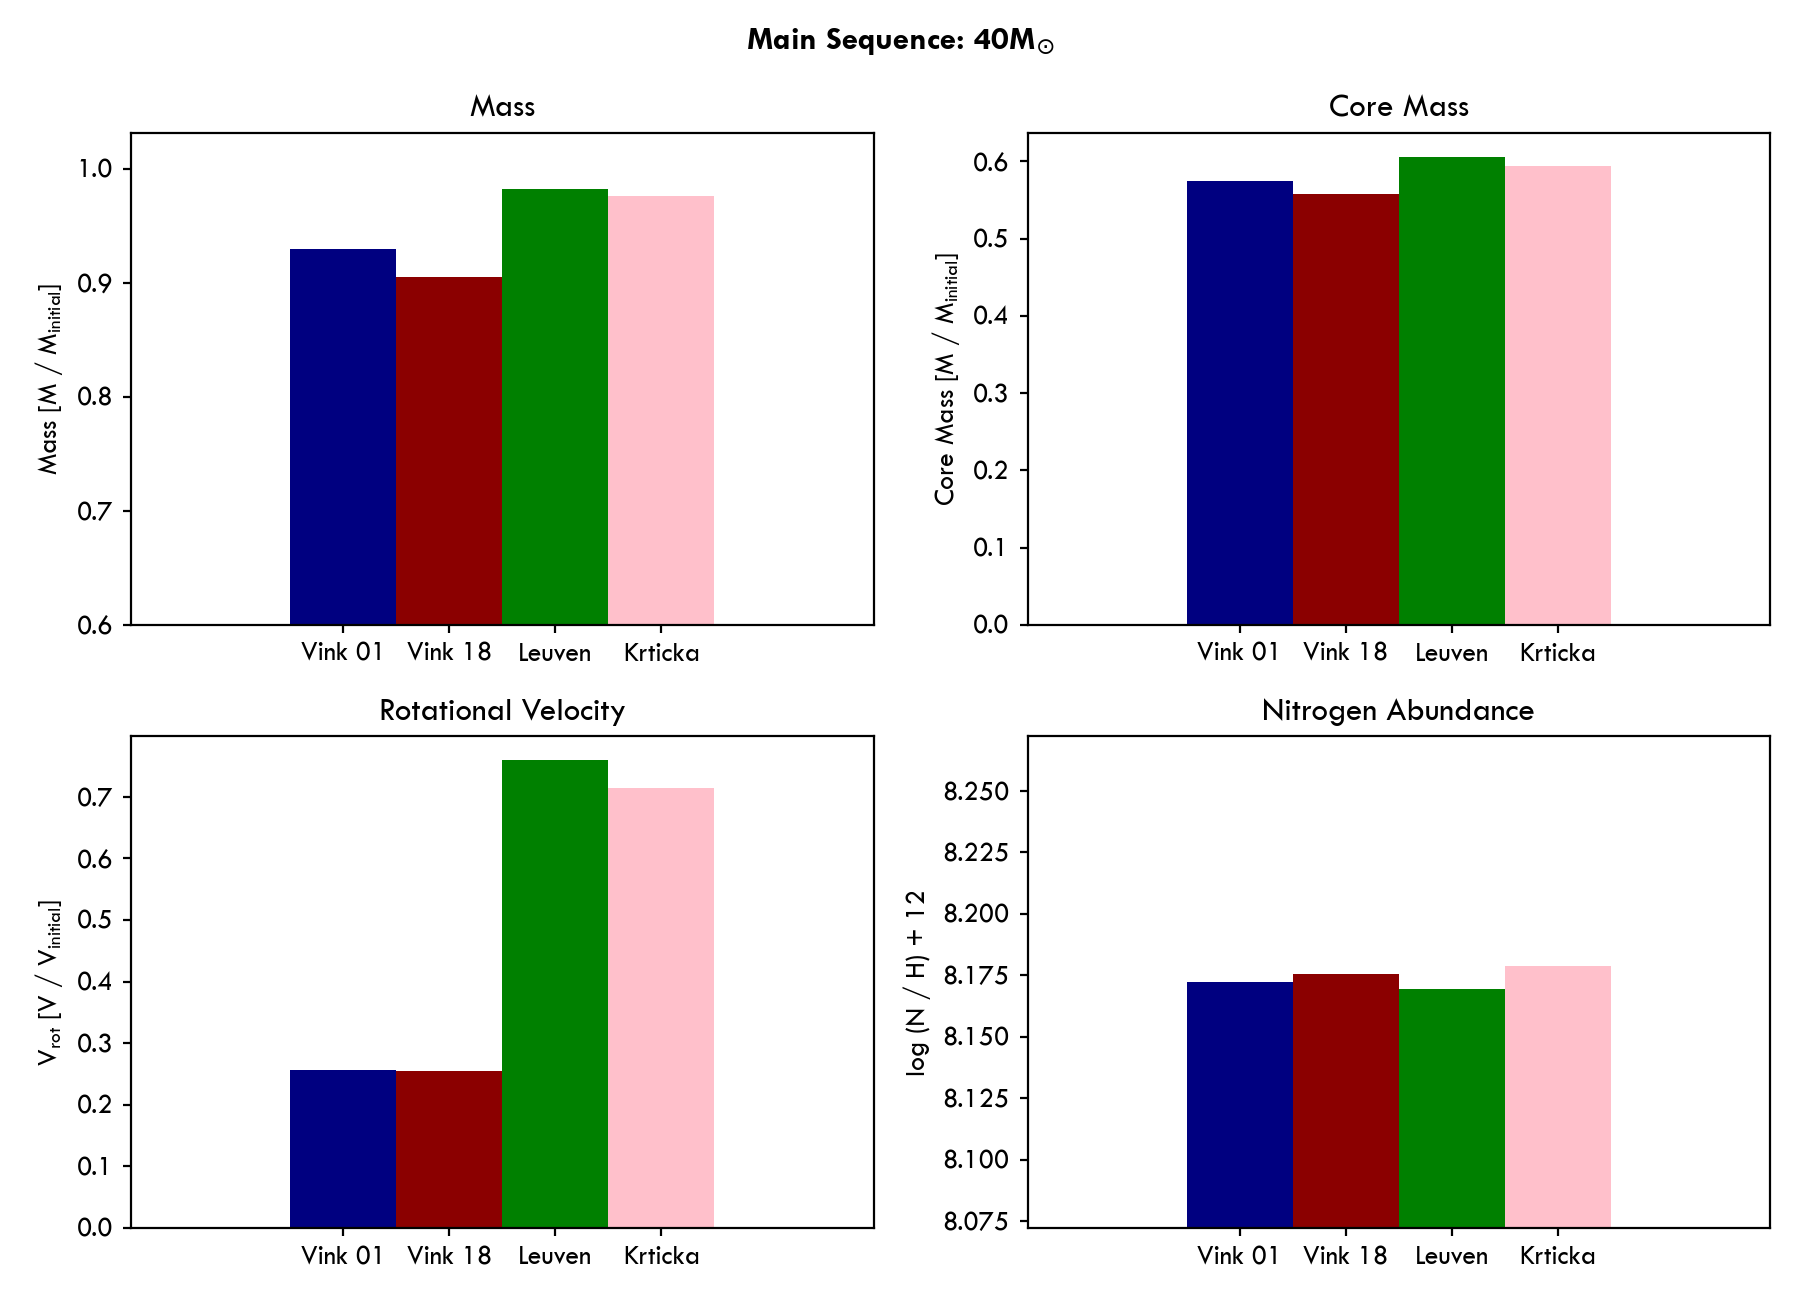 Main Sequence: 40M☉
Mass
Mass [M / Minitial]
1.0
0.9
0.8
0.7
0.6
Vink 01 Vink 18 Leuven Krticka
Core Mass
Core Mass [M / Minitial]
0.6
0.5
0.4
0.3
0.2
0.1
0.0
Vink 01 Vink 18 Leuven Krticka
Rotational Velocity
Vrot [V / Vinitial]
0.7
0.6
0.5
0.4
0.3
0.2
0.1
0.0
Vink 01 Vink 18 Leuven Krticka
Nitrogen Abundance
log (N / H) + 12
8.250
8.225
8.200
8.175
8.150
8.125
8.100
8.075
Vink 01 Vink 18 Leuven Krticka